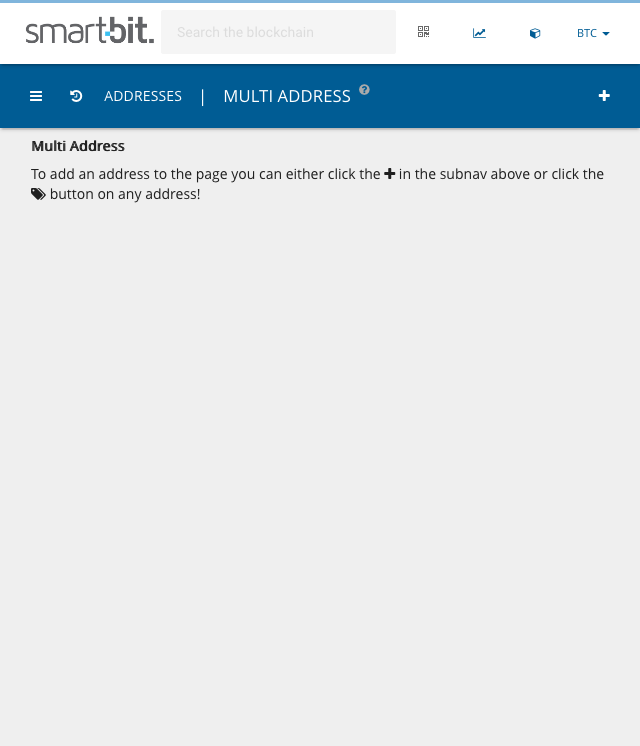 smartbit.
Search the blockchain
BTC
ADDRESSES | MULTI ADDRESS ?
Multi Address
To add an address to the page you can either click the + in the subnav above or click the
button on any address!